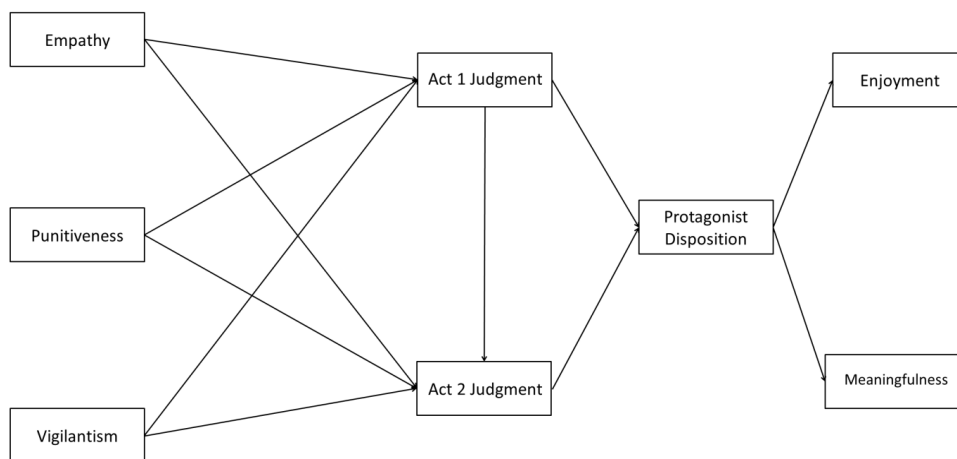 Empathy
Punitiveness
Vigilantism
Act 1 Judgment
Act 2 Judgment
Protagonist
Disposition
Enjoyment
Meaningfulness